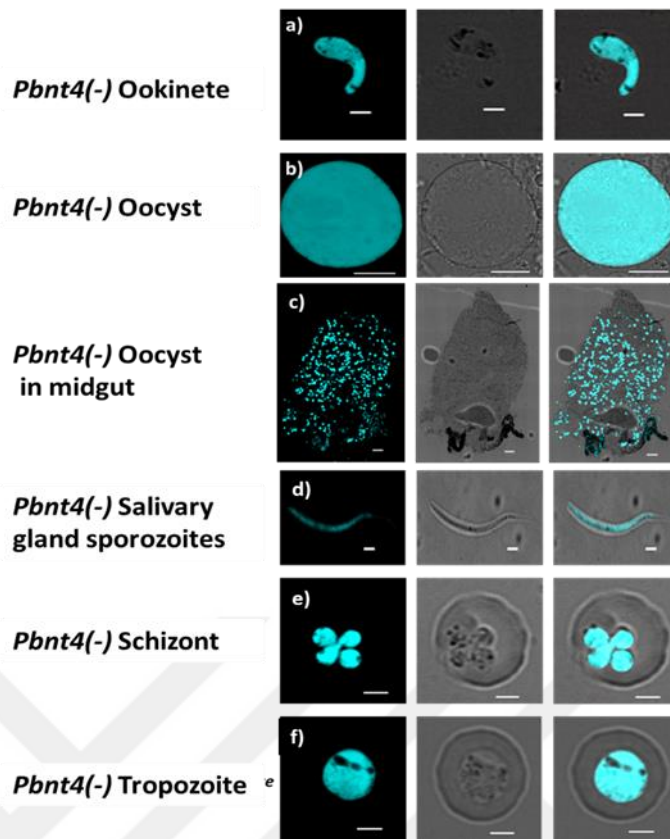 a)
Pbnt4(-) Ookinete
b)
Pbnt4(-) Oocyst
c)
Pbnt4(-) Oocyst
in midgut
d)
Pbnt4(-) Salivary
gland sporozoites
e)
Pbnt4(-) Schizont
f)
Pbnt4(-) Tropozoite e